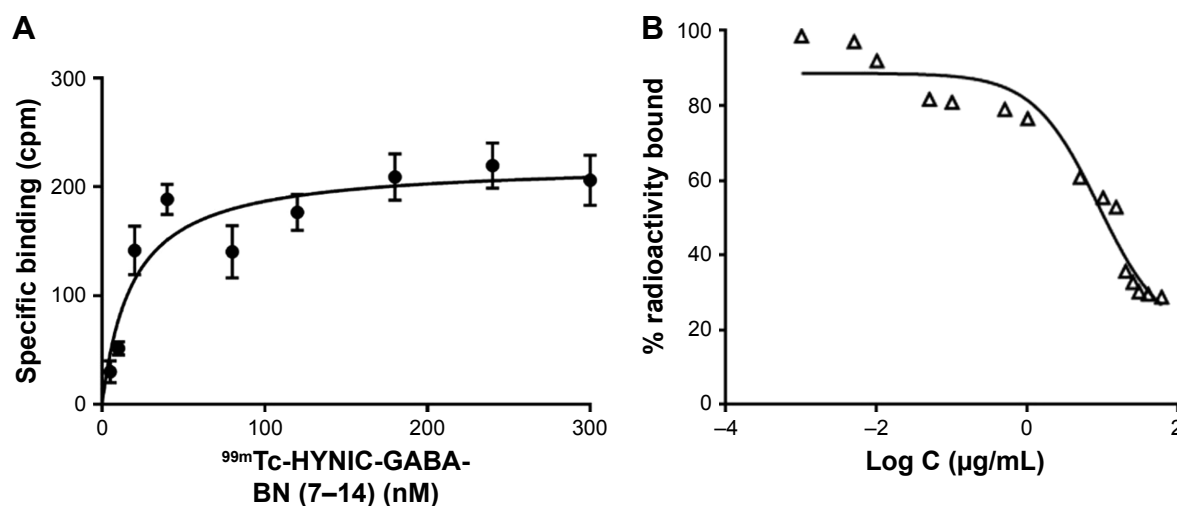 A
Specific binding (cpm)
300
200
100
0
0 100 200 300
99mTc-HYNIC-GABA-
BN (7–14) (nM)
B
% radioactivity bound
100
80
60
40
20
0
–4 –2 0 2
Log C (µg/mL)